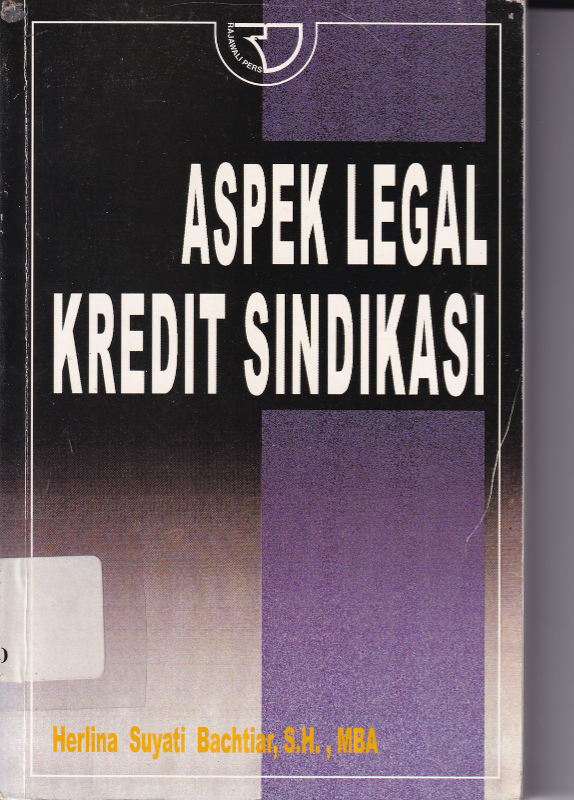 RAJAWALI PERS
ASPEK LEGAL
KREDIT SINDIKASI
Herlina Suyati Bachtiar, S.H. , MBA